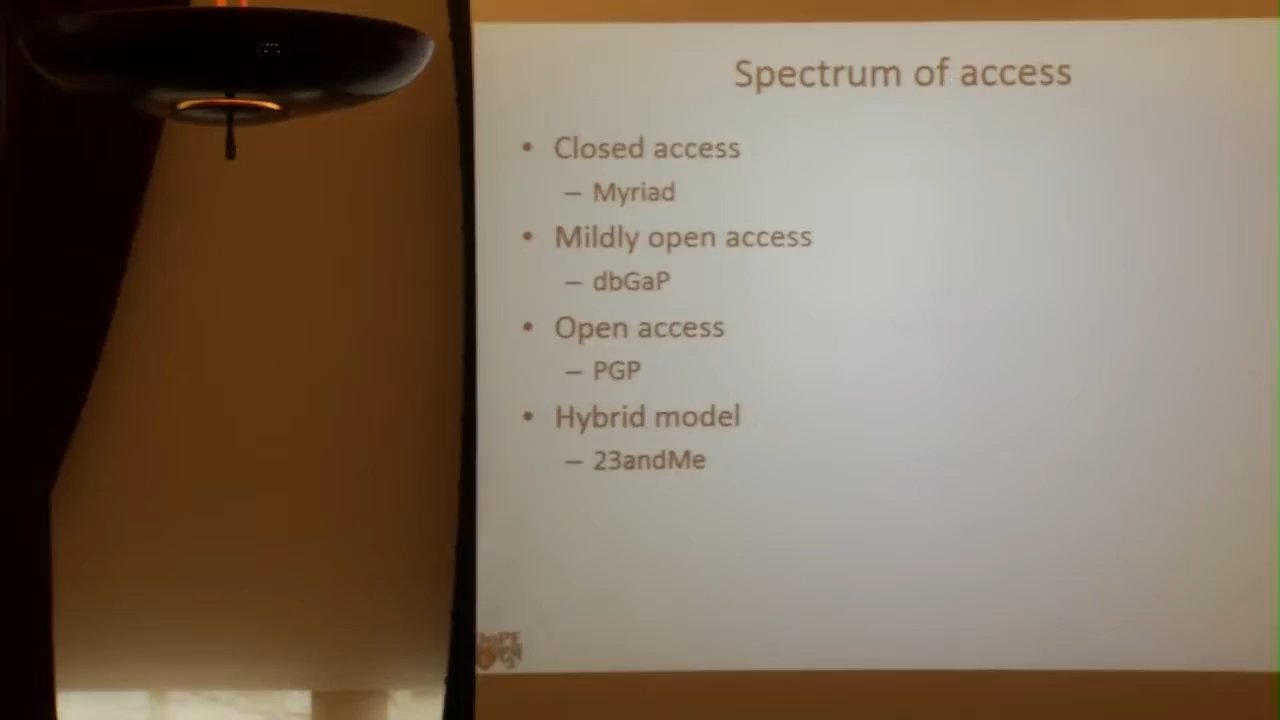 Spectrum of access
• Closed access
– Myriad
• Mildly open access
– dbGaP
• Open access
– PGP
• Hybrid model
– 23andMe